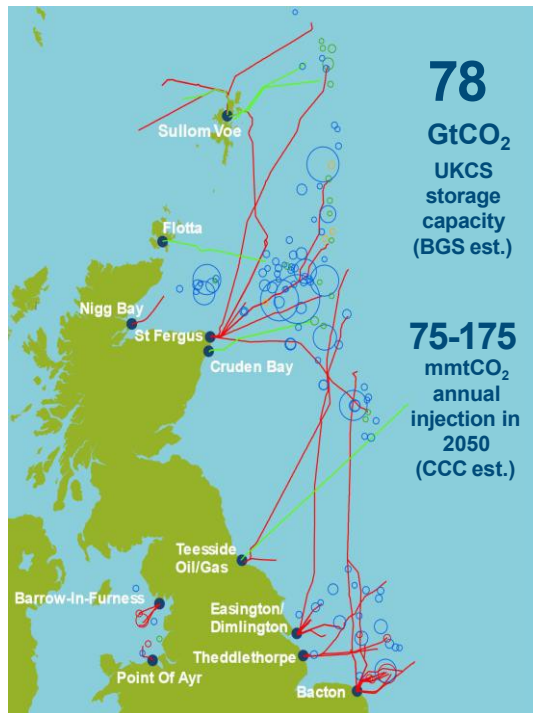 78
GtCO₂
UKCS
storage
capacity
(BGS est.)
Sullom Voe
Flotta
Nigg Bay
St Fergus
Cruden Bay
75-175
mmtCO₂
annual
injection in
2050
(CCC est.)
Teesside
Oil/Gas
Barrow-In-Furness
Easington/
Dimlington
Theddlethorpe
Point Of Ayr
Bacton